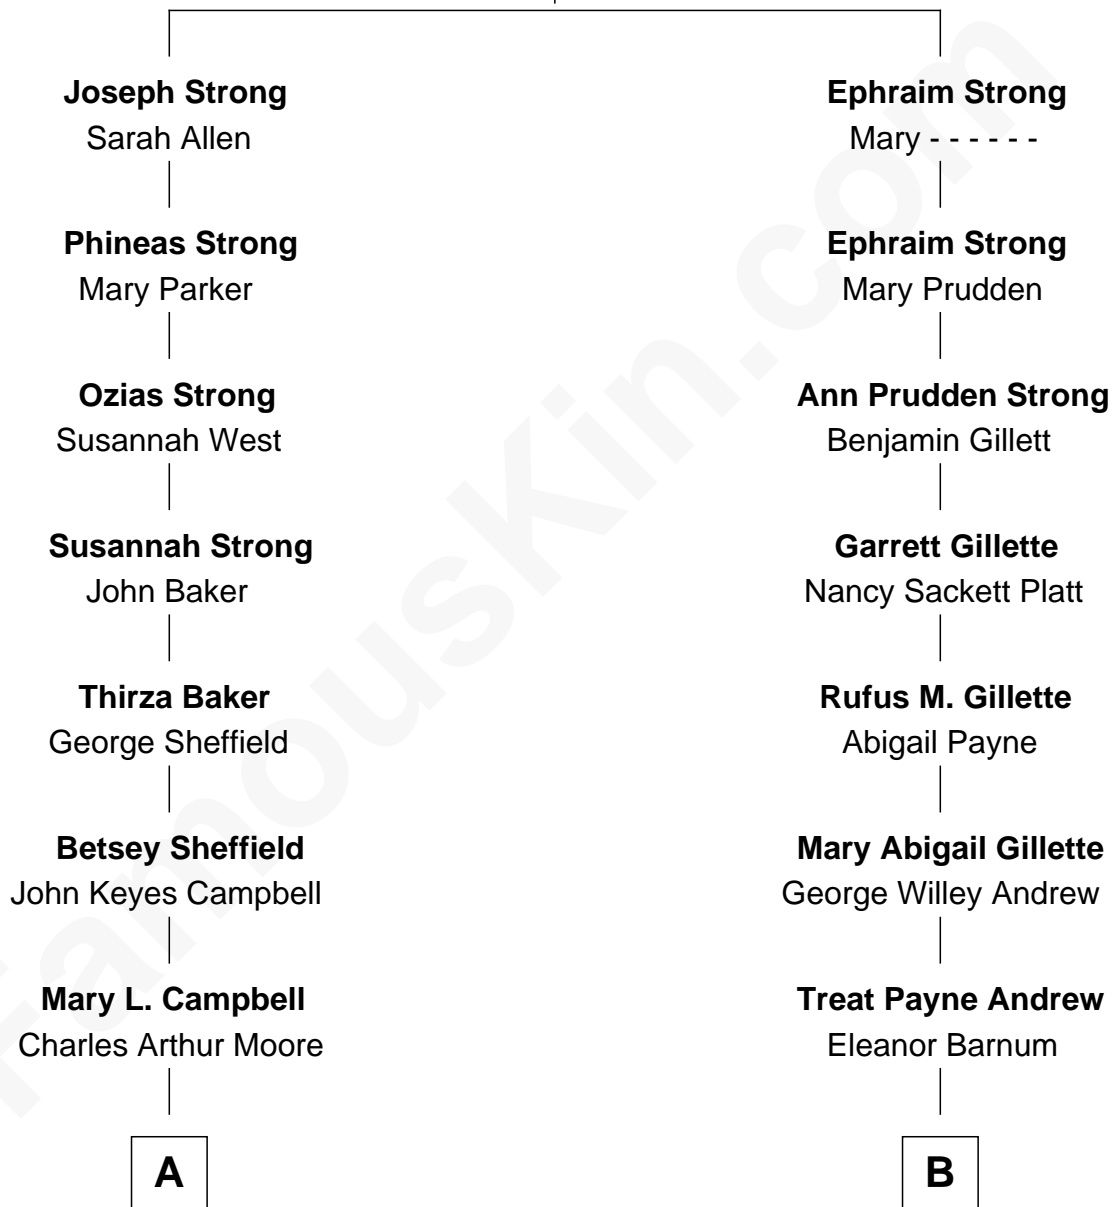 Joseph Strong
Sarah Allen
Phineas Strong
Mary Parker
Ozias Strong
Susannah West
Susannah Strong
John Baker
Thirza Baker
George Sheffield
Betsey Sheffield
John Keyes Campbell
Mary L. Campbell
Charles Arthur Moore
A
Ephraim Strong
Mary - - - - - -
Ephraim Strong
Mary Prudden
Ann Prudden Strong
Benjamin Gillett
Garrett Gillette
Nancy Sackett Platt
Rufus M. Gillette
Abigail Payne
Mary Abigail Gillette
George Willey Andrew
Treat Payne Andrew
Eleanor Barnum
B
FamousKin.com